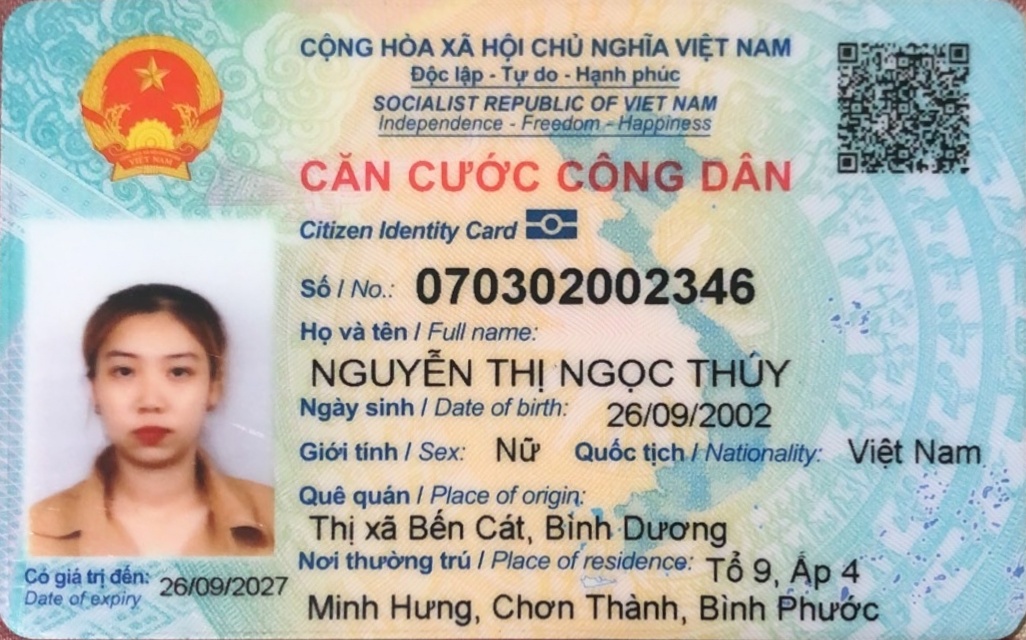 CỘNG HÒA XÃ HỘI CHỦ NGHĨA VIỆT NAM
Độc lập - Tự do - Hạnh phúc
SOCIALIST REPUBLIC OF VIET NAM
Independence - Freedom - Happiness
CĂN CƯỚC CÔNG DÂN
Citizen Identity Card
VIỆT NAM
Số / No.: 070302002346
Họ và tên / Full name:
NGUYỄN THỊ NGỌC THÚY
Ngày sinh / Date of birth: 26/09/2002
Giới tính / Sex: Nữ Quốc tịch / Nationality: Việt Nam
Quê quán / Place of origin:
Thị xã Bến Cát, Bình Dương
Nơi thường trú / Place of residence: Tổ 9, Ấp 4
Minh Hưng, Chơn Thành, Bình Phước
Có giá trị đến: 26/09/2027
Date of expiry